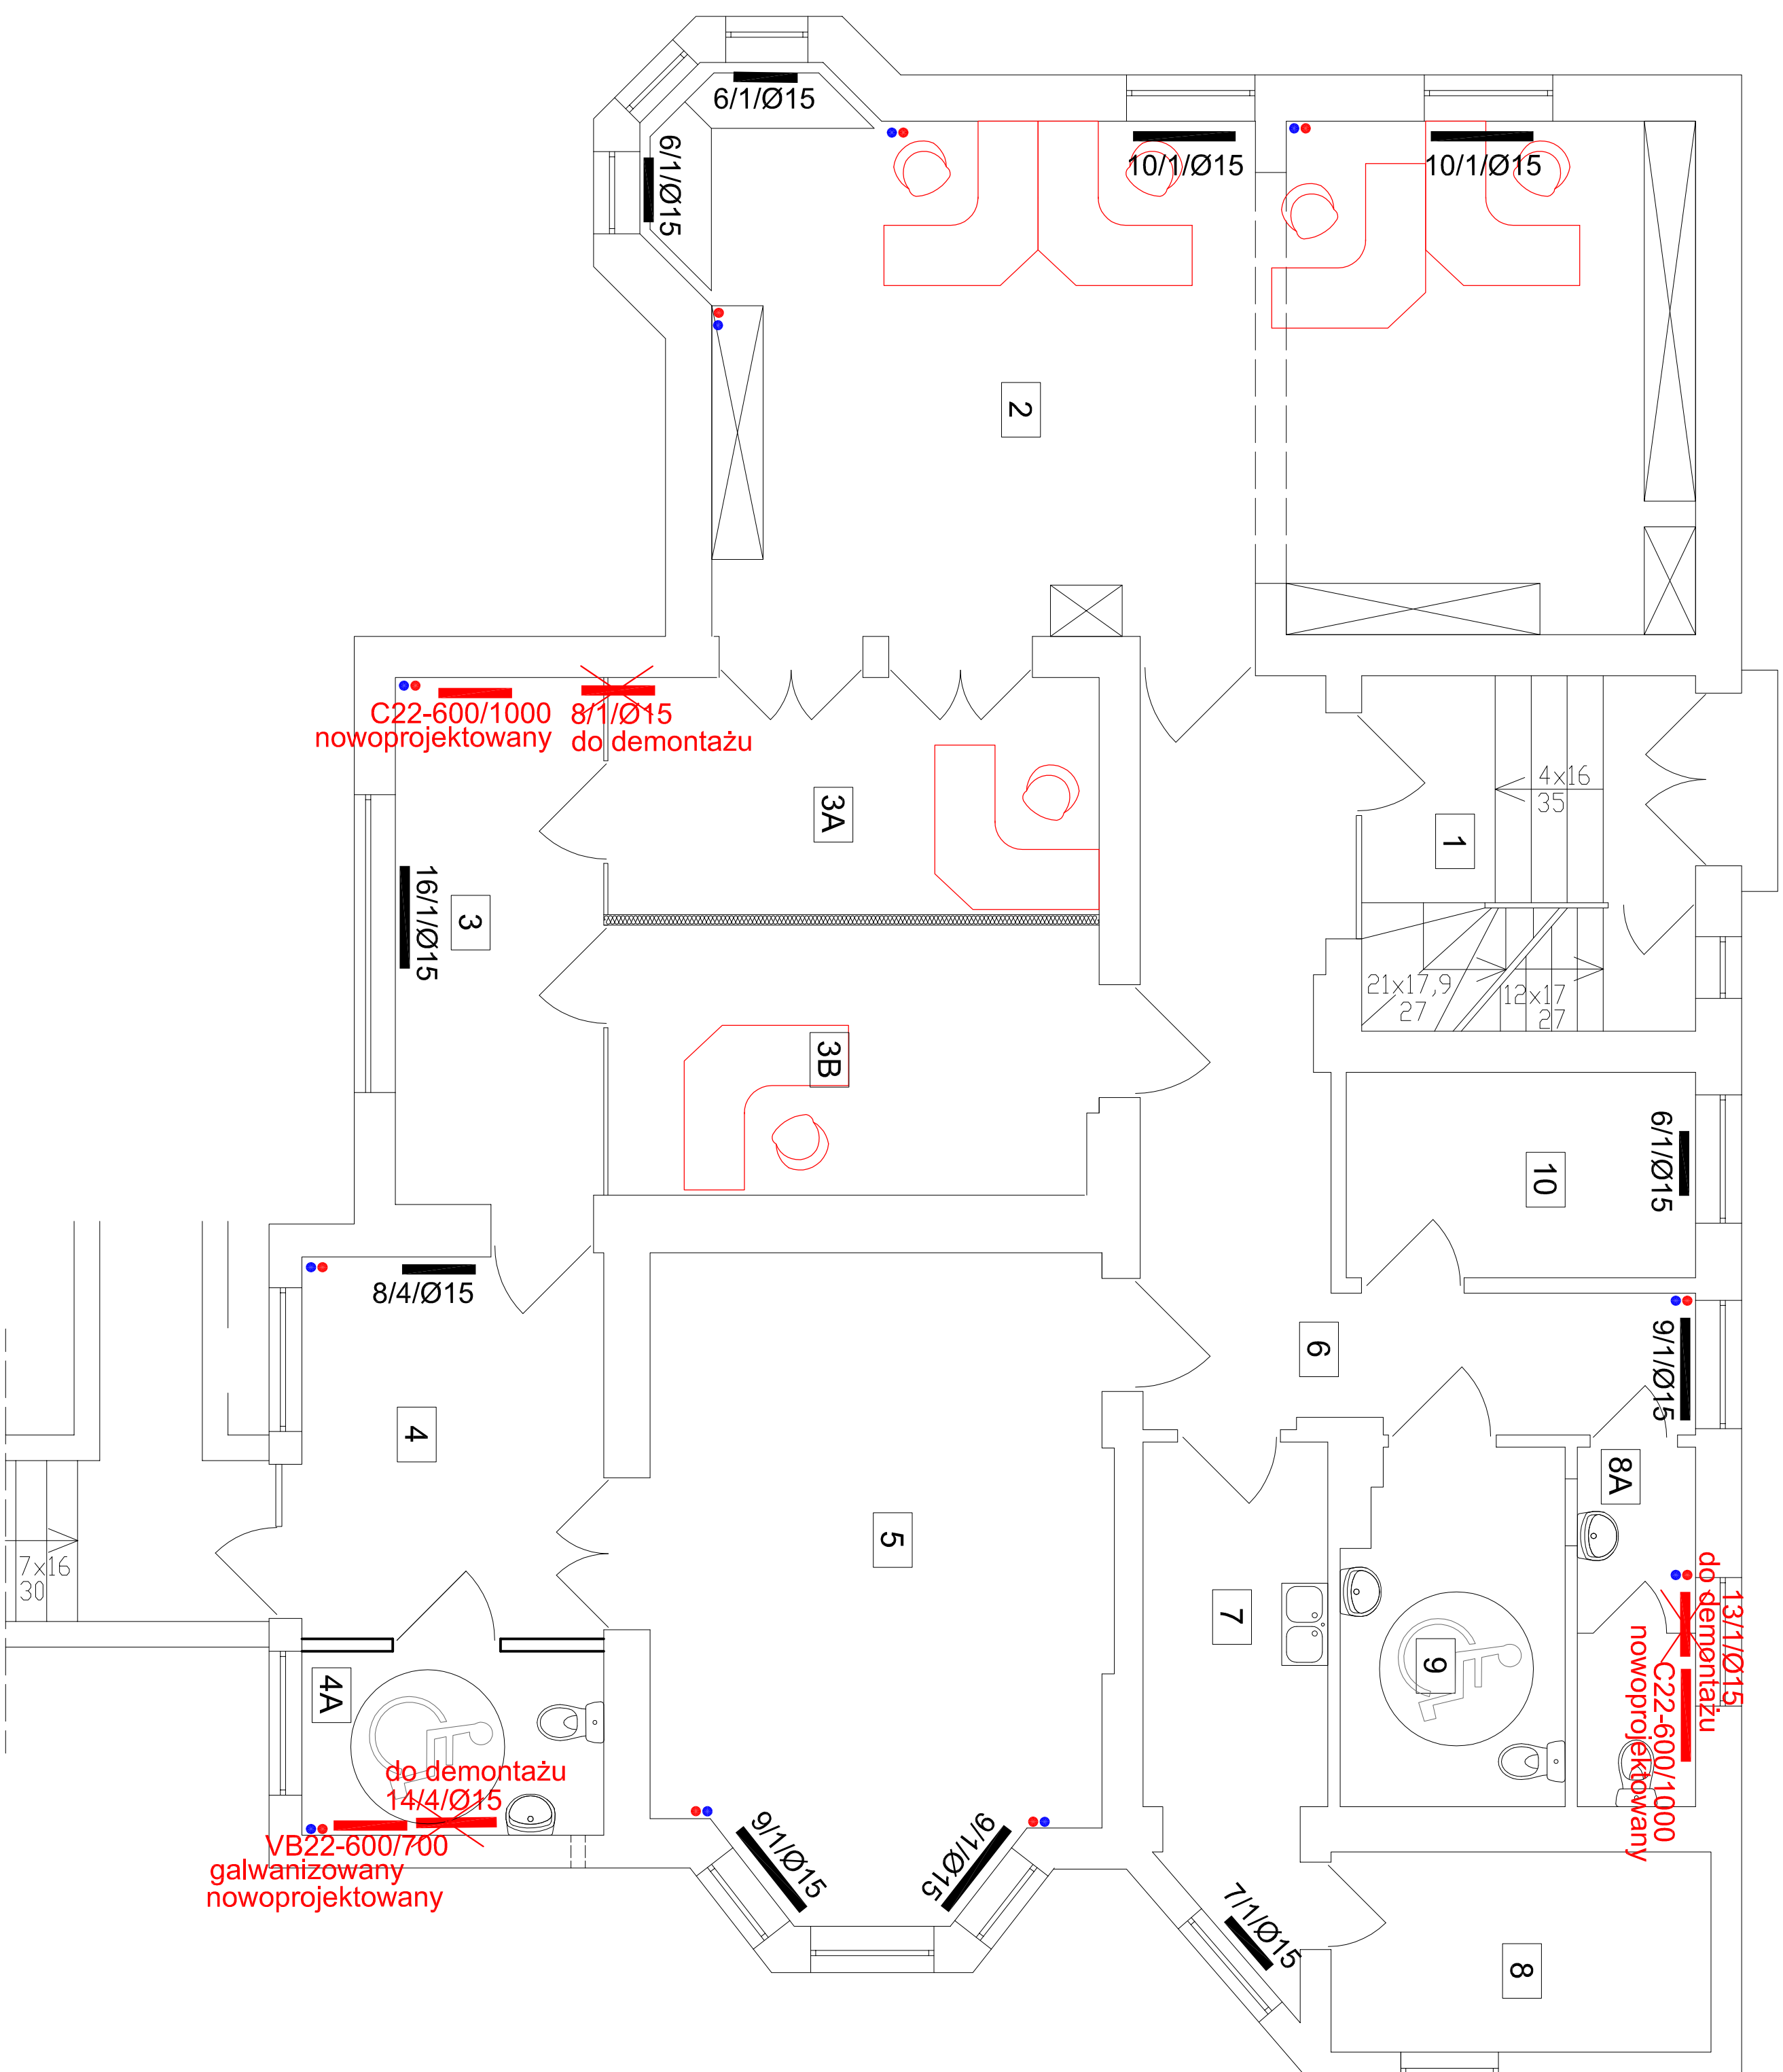 6/1/Ø15
6/1/Ø15
10/1/Ø15
10/1/Ø15
2
C22-600/1000
nowoprojektowany
8/1/Ø15
do demontażu
3A
4x16
35
1
16/1/Ø15
3
21x17,9
27
12x17
27
3B
6/1/Ø15
10
8/4/Ø15
6
9/1/Ø15
4
8A
5
7x16
30
7
9
13/1/Ø15
do demontażu
C22-600/1000
nowoprojektowany
4A
do demontażu
14/4/Ø15
VB22-600/700
galwanizowany
nowoprojektowany
9/1/Ø15
9/1/Ø15
7/1/Ø15
8